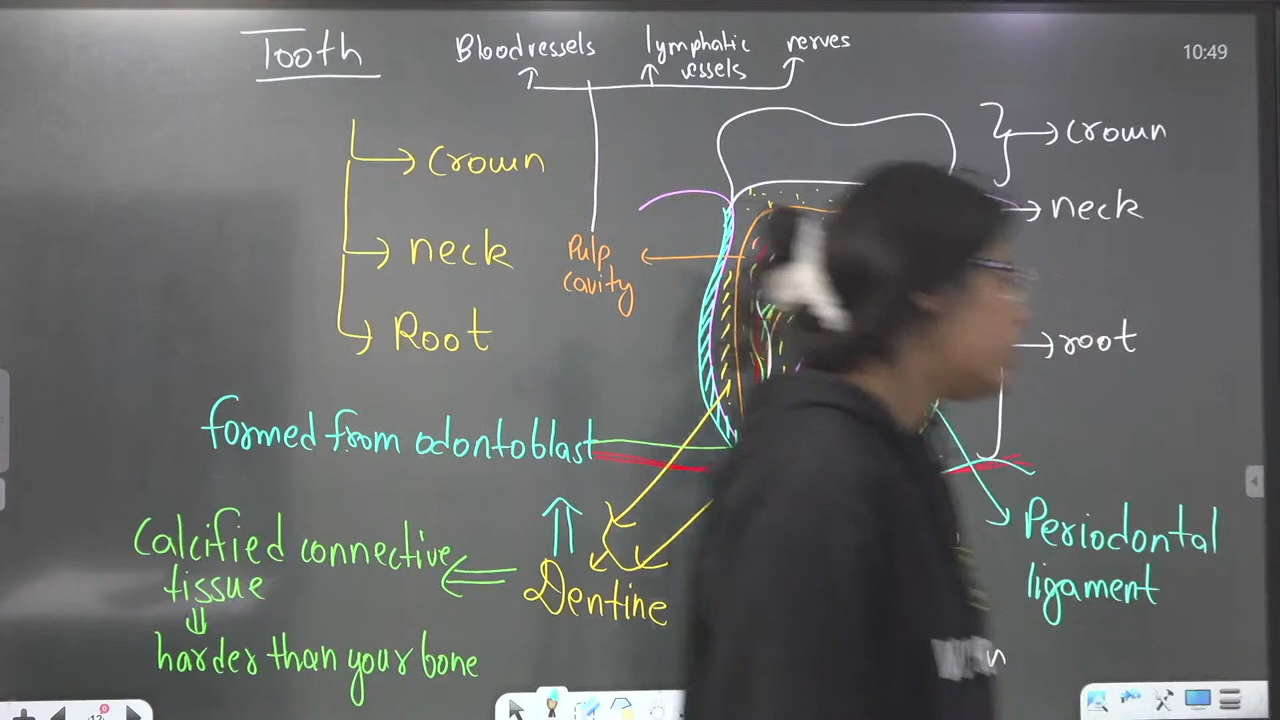 Tooth
Bloodvessels
lymphatic
vessels
nerves
10:49
Crown
neck
Root
Pulp
cavity
Crown
neck
root
formed from odontoblast
Calcified connective
tissue
harder than your bone
Dentine
Periodontal
ligament